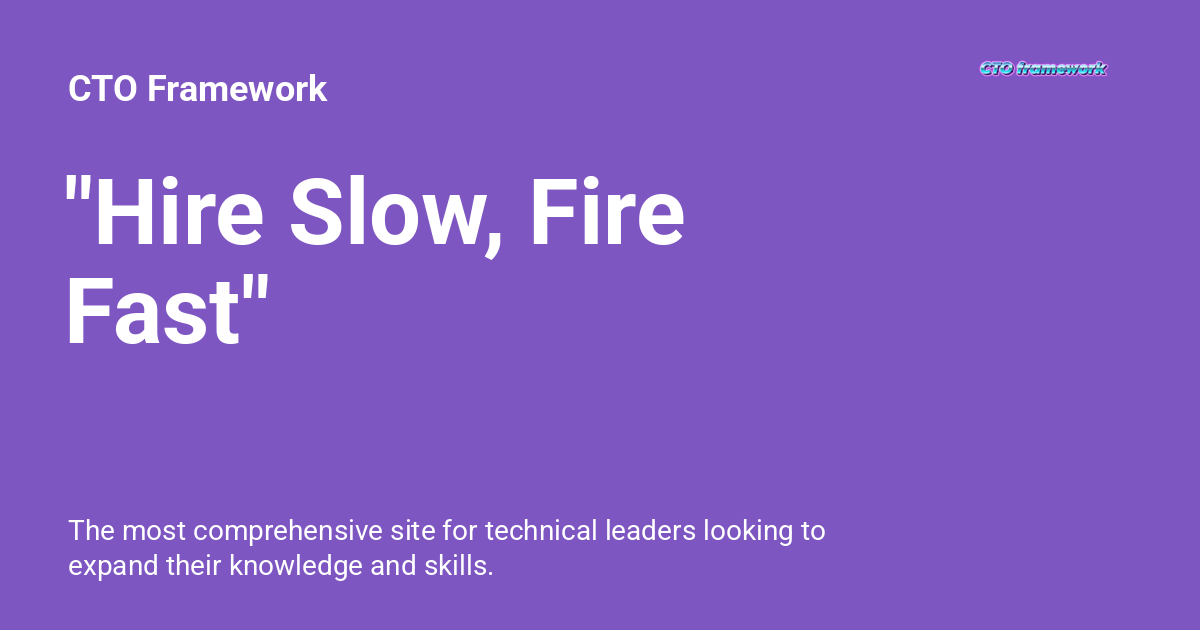 CTO Framework
CTO framework
"Hire Slow, Fire
Fast"
The most comprehensive site for technical leaders looking to
expand their knowledge and skills.